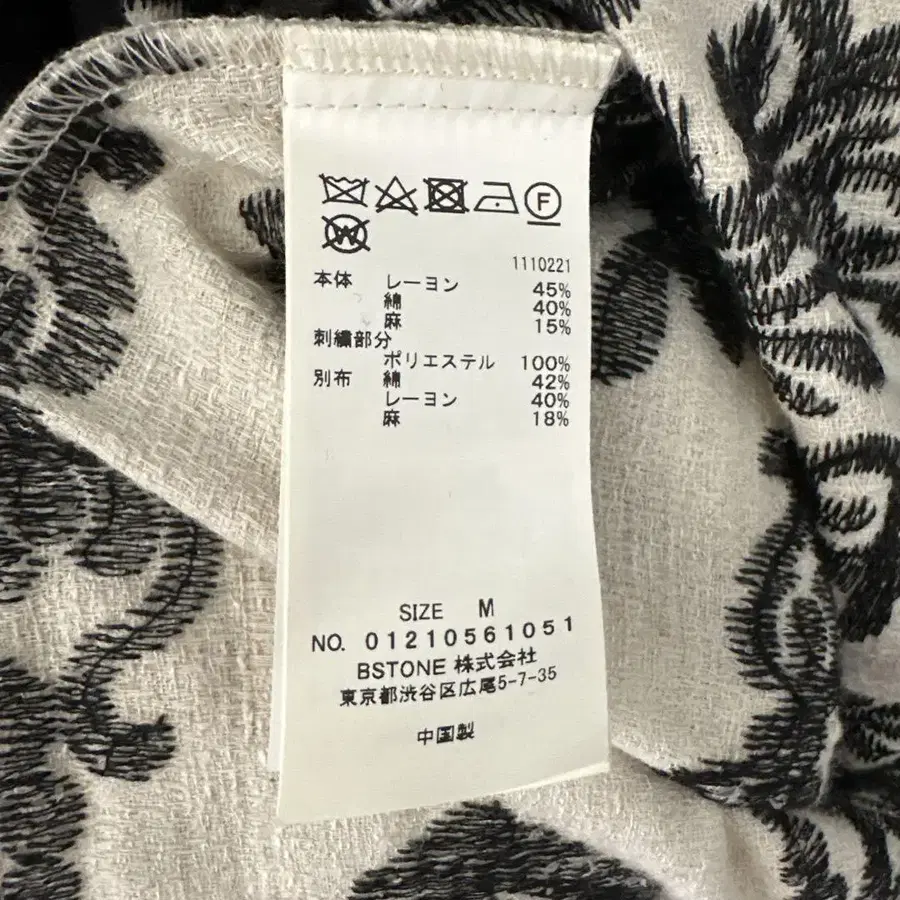 F
W
1110221
本体 レーヨン 45%
綿 40%
麻 15%
刺繍部分
ポリエステル 100%
別布 綿 42%
レーヨン 40%
麻 18%
SIZE M
NO. 01210561051
BSTONE 株式会社
東京都渋谷区広尾5-7-35
中国製